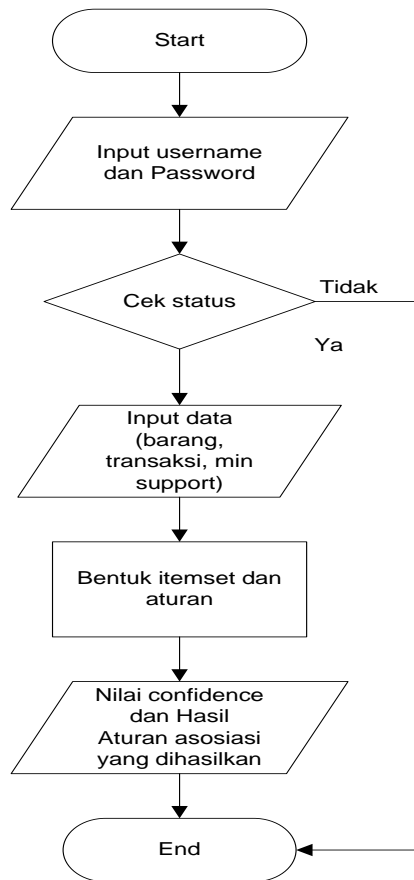 Start
Input username
dan Password
Cek status
Tidak
Ya
Input data
(barang,
transaksi, min
support)
Bentuk itemset dan
aturan
Nilai confidence
dan Hasil
Aturan asosiasi
yang dihasilkan
End